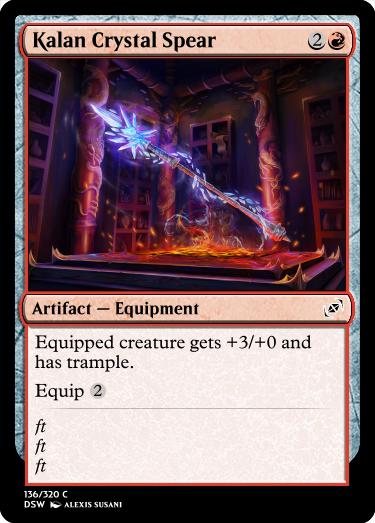 Kalan Crystal Spear 2
Artifact — Equipment
Equipped creature gets +3/+0 and
has trample.
Equip 2
ft
ft
ft
136/320 C
DSW ALEXIS SUSANI